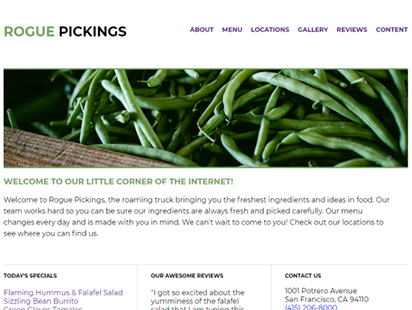 ROGUE PICKINGS
ABOUT MENU LOCATIONS GALLERY REVIEWS CONTENT
WELCOME TO OUR LITTLE CORNER OF THE INTERNET!
Welcome to Rogue Pickings, the roaming truck bringing you the freshest ingredients and ideas in food. Our
team works hard so you can be sure our ingredients are always fresh and picked carefully. Our menu
changes every day and is made with you in mind. We can't wait to come to you! Check out our locations to
see where you can find us.
TODAY'S SPECIALS
Flaming Hummus & Falafel Salad
Sizzling Bean Burrito
Green Gloves Tamales
OUR AWESOME REVIEWS
"I got so excited about the
yumminess of the falafel
salad that I am typing this
CONTACT US
1001 Potrero Avenue
San Francisco, CA 94110
(415) 206-8000